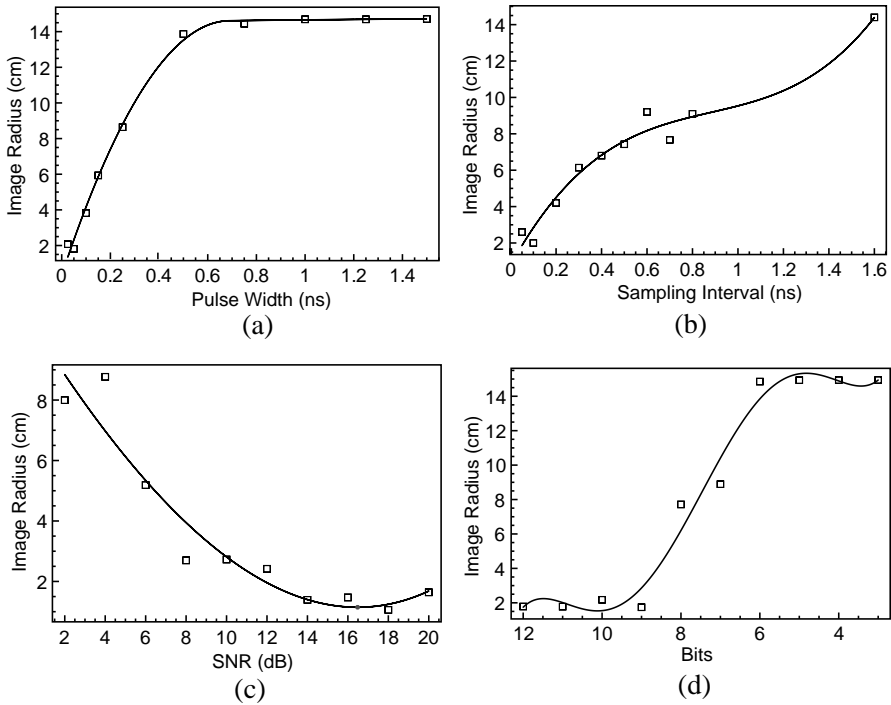 14
12
10
8
6
4
2
Image Radius (cm)
0 0.2 0.4 0.6 0.8 1 1.2 1.4
Pulse Width (ns)
(a)
14
12
10
8
6
4
2
Image Radius (cm)
0 0.2 0.4 0.6 0.8 1 1.2 1.4 1.6
Sampling Interval (ns)
(b)
8
6
4
2
Image Radius (cm)
2 4 6 8 10 12 14 16 18 20
SNR (dB)
(c)
14
12
10
8
6
4
2
Image Radius (cm)
12 10 8 6 4
Bits
(d)